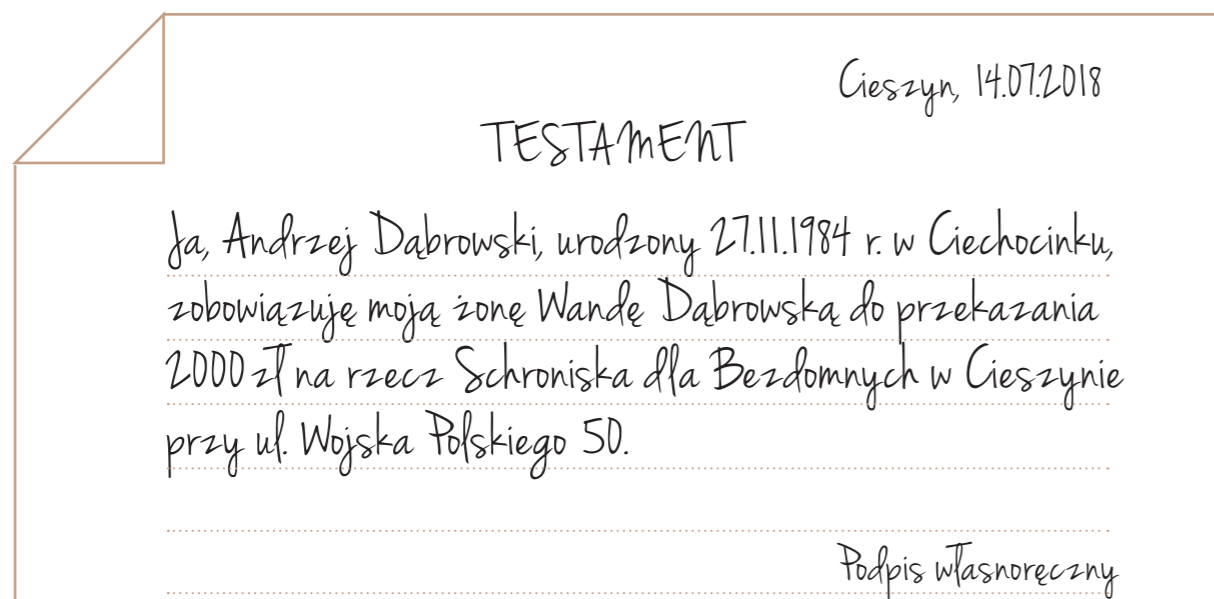 Cieszyn, 14.07.2018
TESTAMENT
Ja, Andrzej Dąbrowski, urodzony 27.11.1984 r. w Ciechocinku,
zobowiązuję moją żonę Wandę Dąbrowską do przekazania
2000 zł na rzecz Schroniska dla Bezdomnych w Cieszynie
przy ul. Wojska Polskiego 50.
Podpis własnoręczny